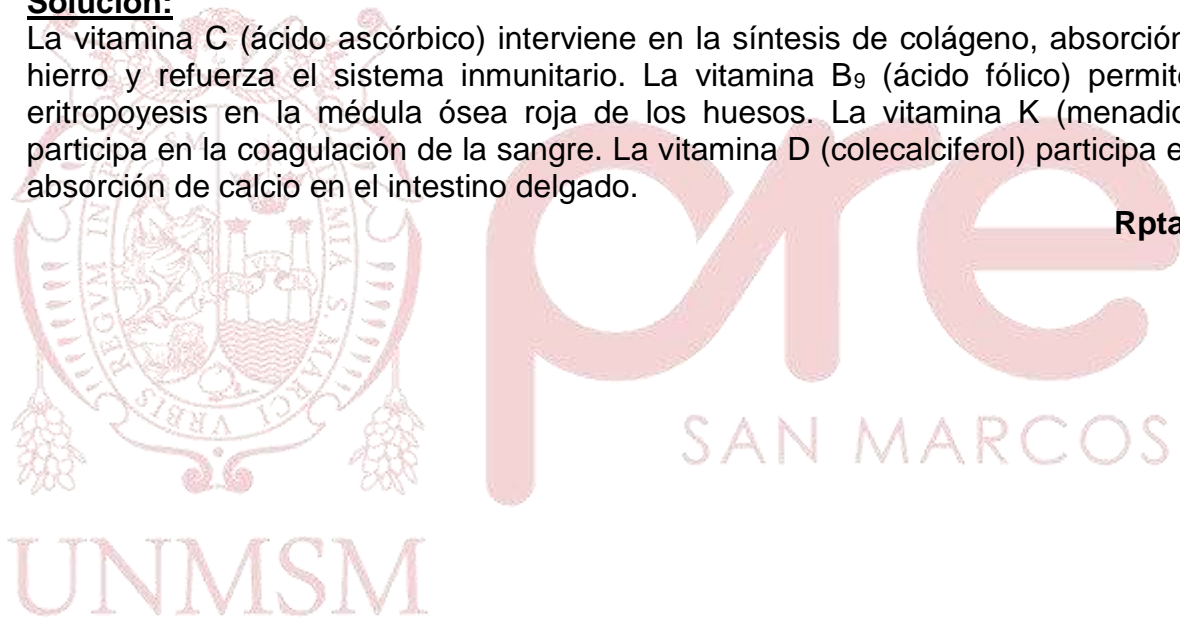 Solución:
La vitamina C (ácido ascórbico) interviene en la síntesis de colágeno, absorción
hierro y refuerza el sistema inmunitario. La vitamina B₉ (ácido fólico) permite
eritropoyesis en la médula ósea roja de los huesos. La vitamina K (menadio
participa en la coagulación de la sangre. La vitamina D (colecalciferol) participa e
absorción de calcio en el intestino delgado.
Rpta
pre
SAN MARCOS
UNMSM